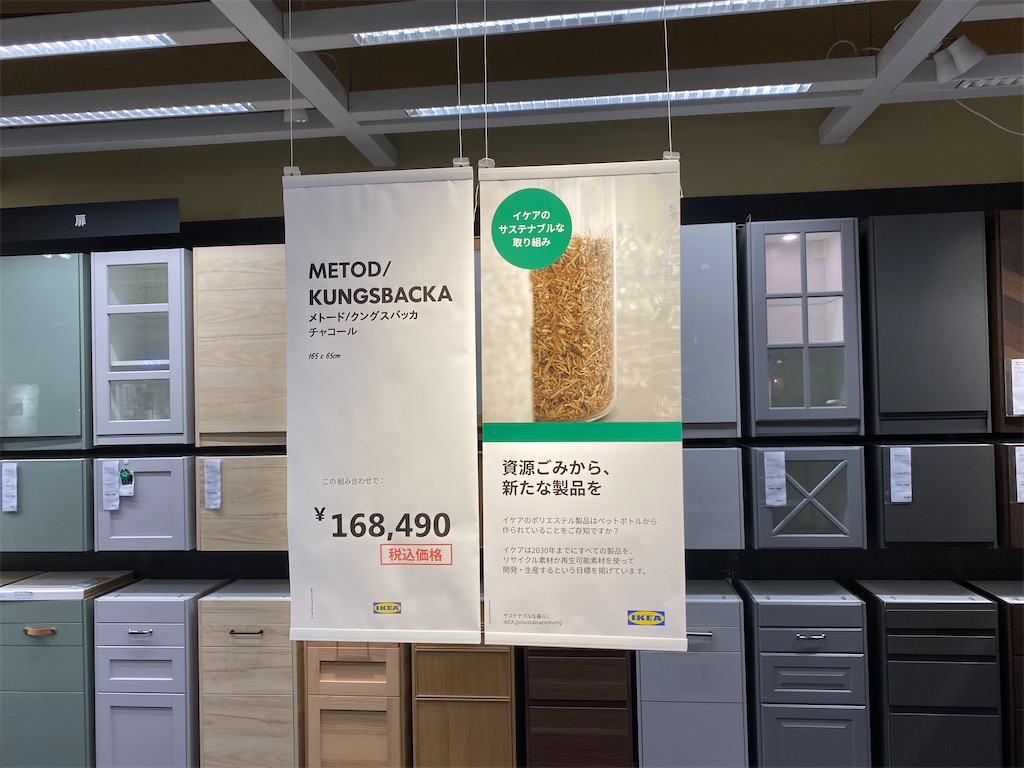 扉
METOD/
KUNGSBACKA
メトード/クングスバッカ
チャコール
165 x 65cm
この組み合わせで：
¥168,490
税込価格
IKEA
イケアの
サステナブルな
取り組み
資源ごみから、
新たな製品を
イケアのポリエステル製品はペットボトルから
作られていることをご存知ですか？
イケアは2030年までにすべての製品を、
リサイクル素材か再生可能素材を使って
開発・生産するという目標を掲げています。
サステナブルな暮らし
IKEA.jp/sustainableliving
IKEA